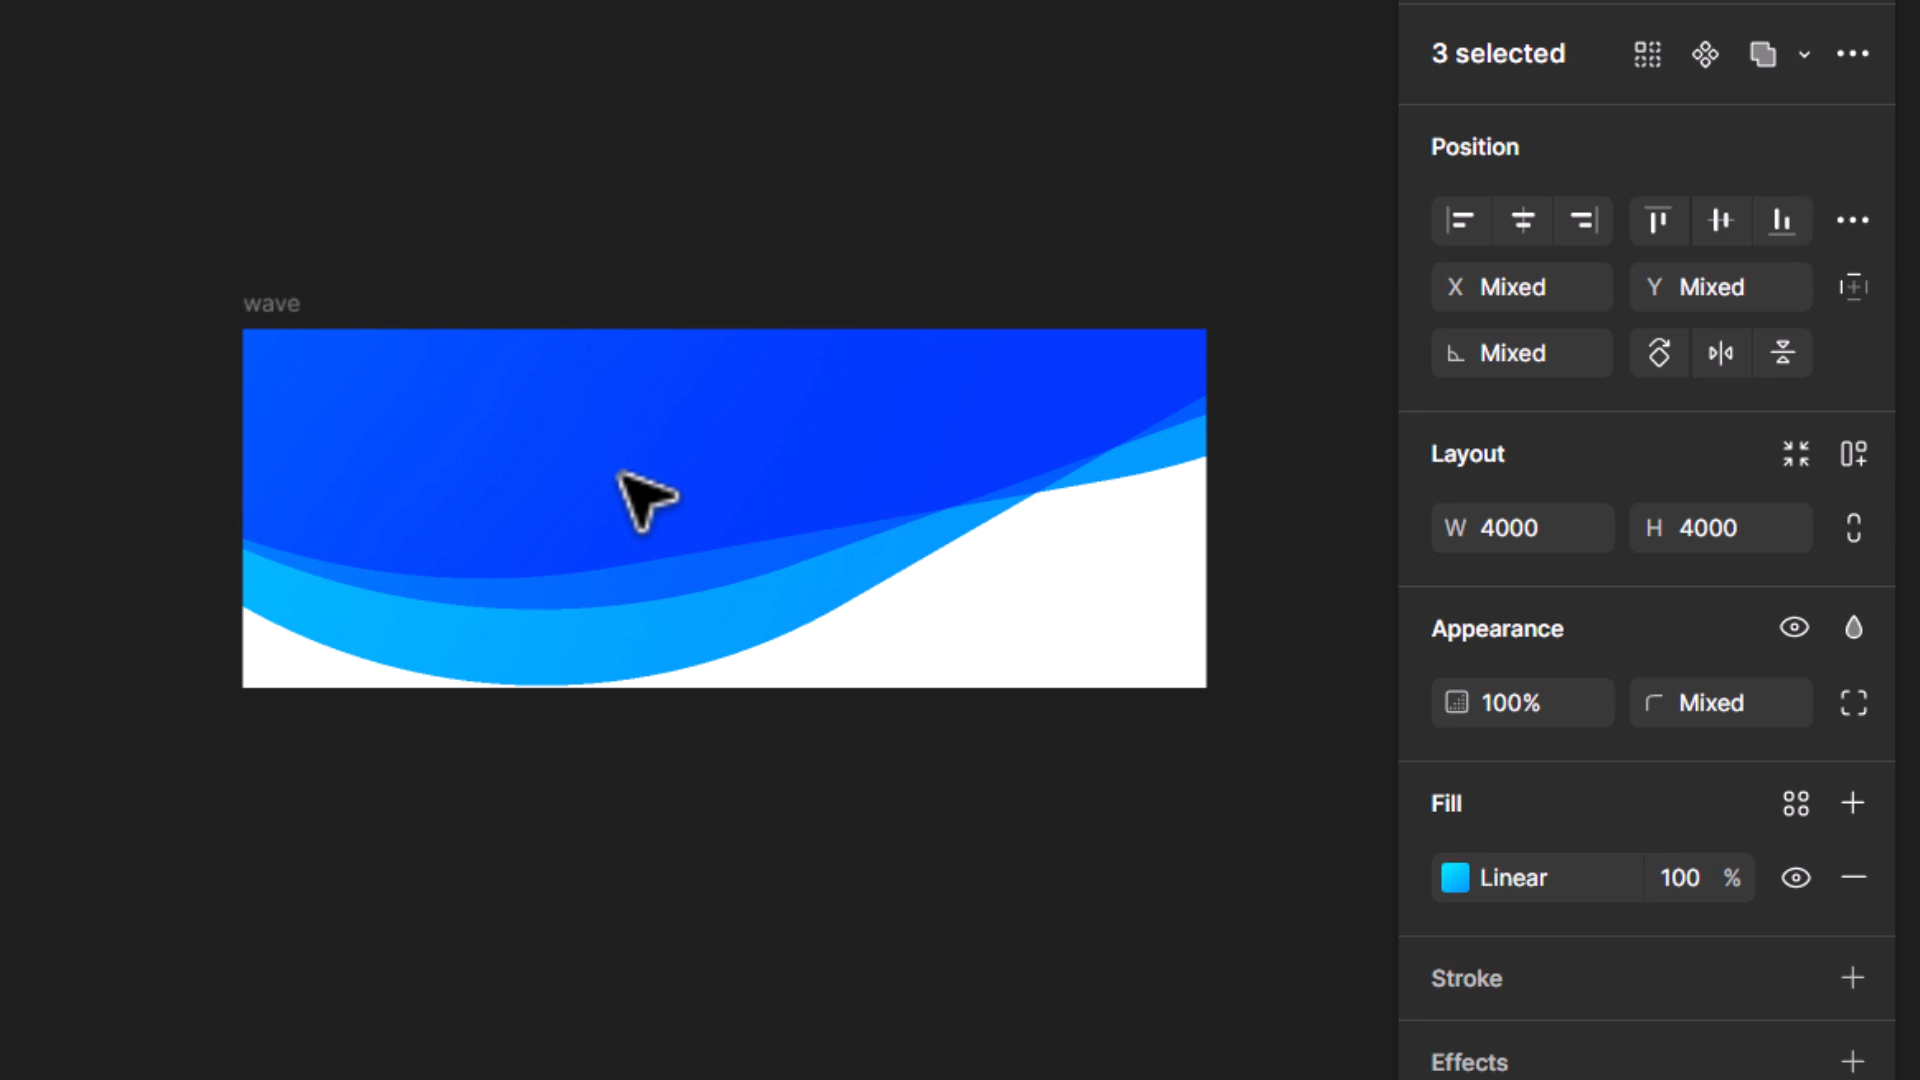 3 selected
Position
X Mixed Y Mixed
Mixed
Layout
W 4000 H 4000
Appearance
100% Mixed
Fill
Linear 100 %
Stroke
Effects
wave